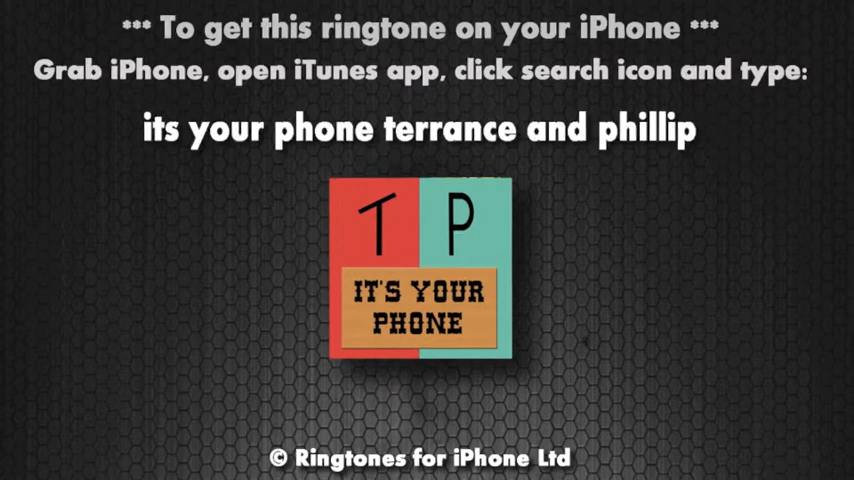 *** To get this ringtone on your iPhone ***
Grab iPhone, open iTunes app, click search icon and type:
its your phone terrance and phillip
T P
IT'S YOUR
PHONE
© Ringtones for iPhone Ltd